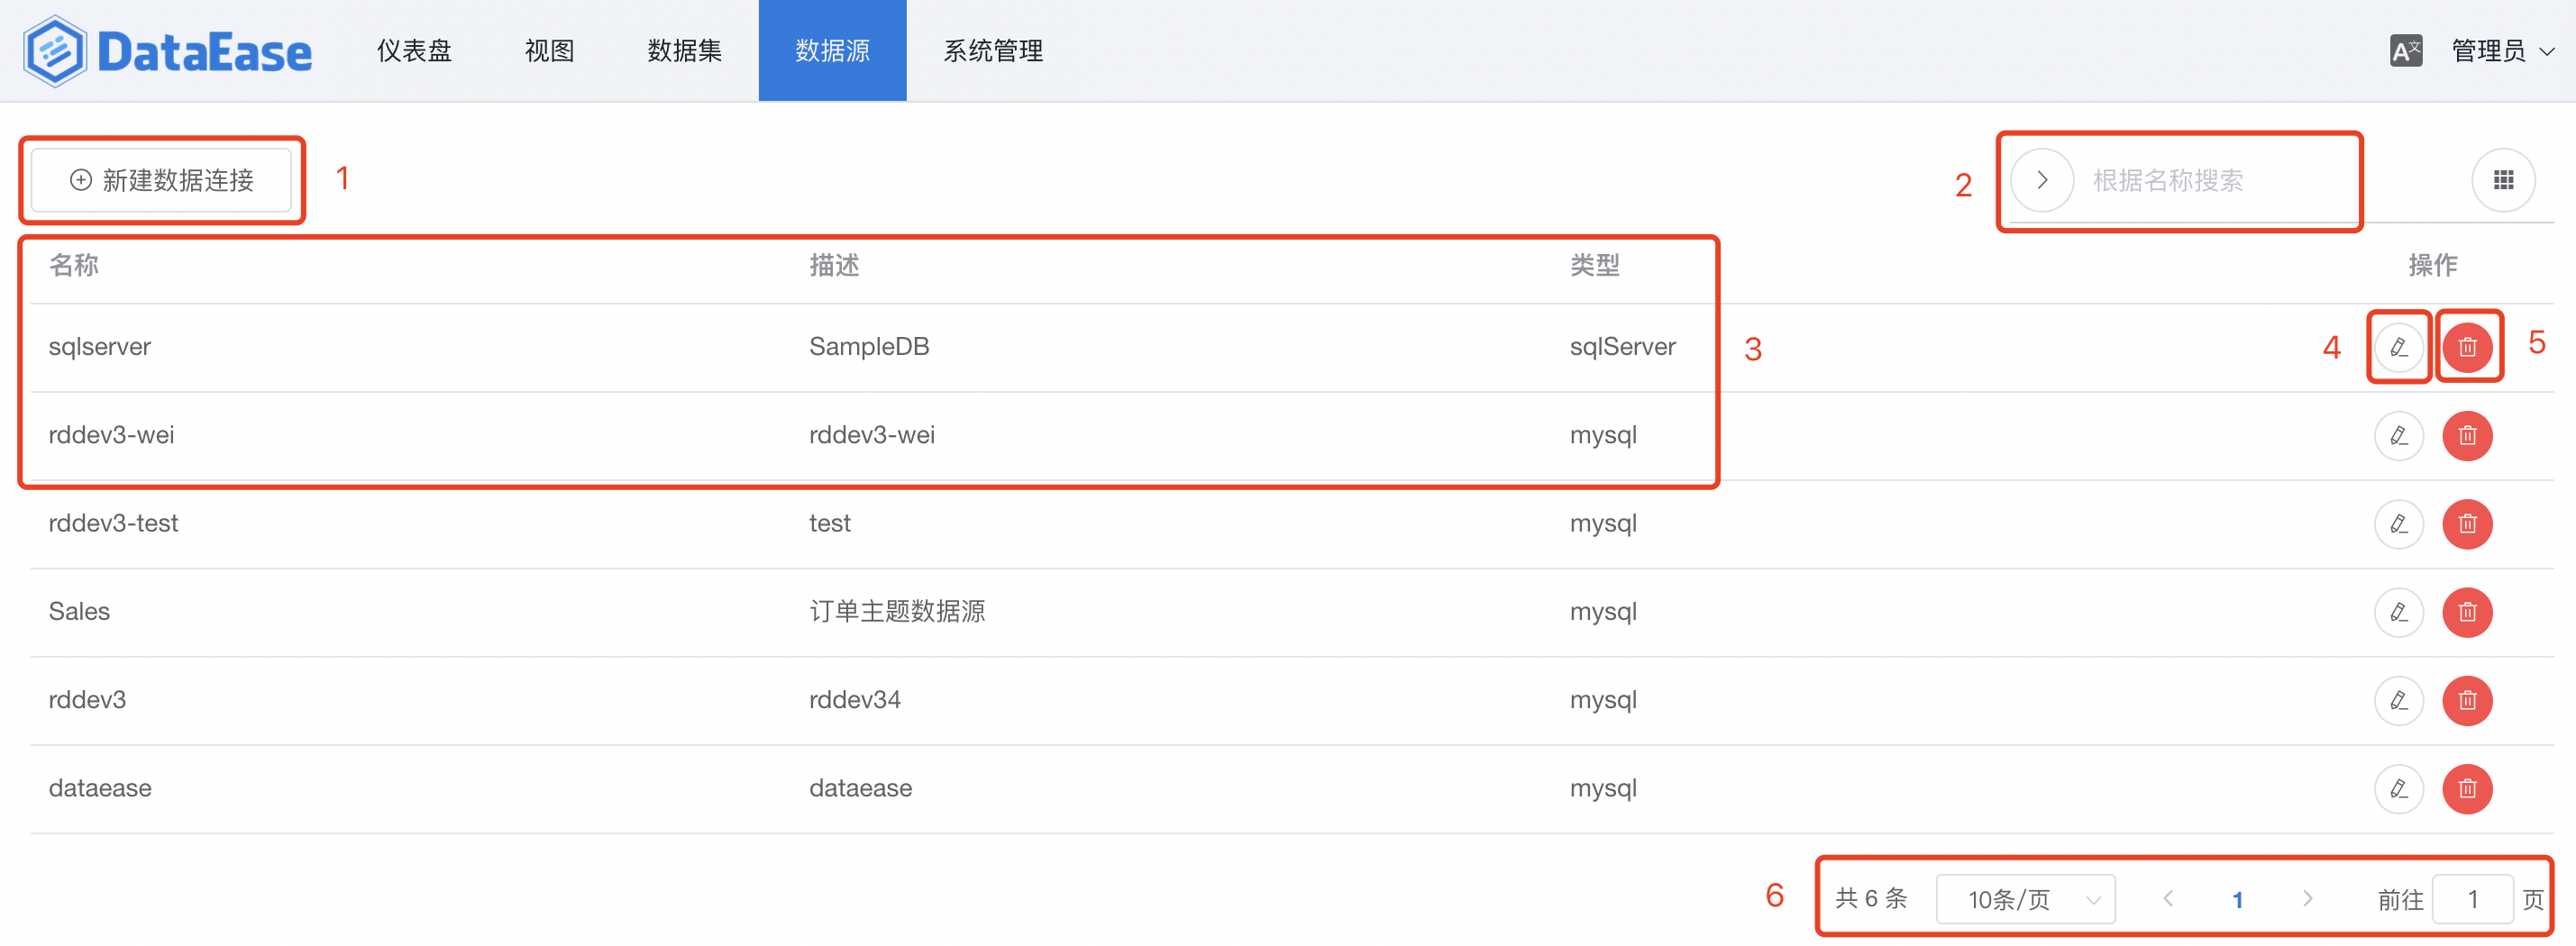 DataEase 仪表盘 视图 数据集 数据源 系统管理 A文 管理员
新建数据连接 1 2 根据名称搜索
名称 描述 类型 操作
sqlserver SampleDB sqlServer 3 4 5
rddev3-wei rddev3-wei mysql
rddev3-test test mysql
Sales 订单主题数据源 mysql
rddev3 rddev34 mysql
dataease dataease mysql
6 共 6 条 10条/页 1 前往 1 页